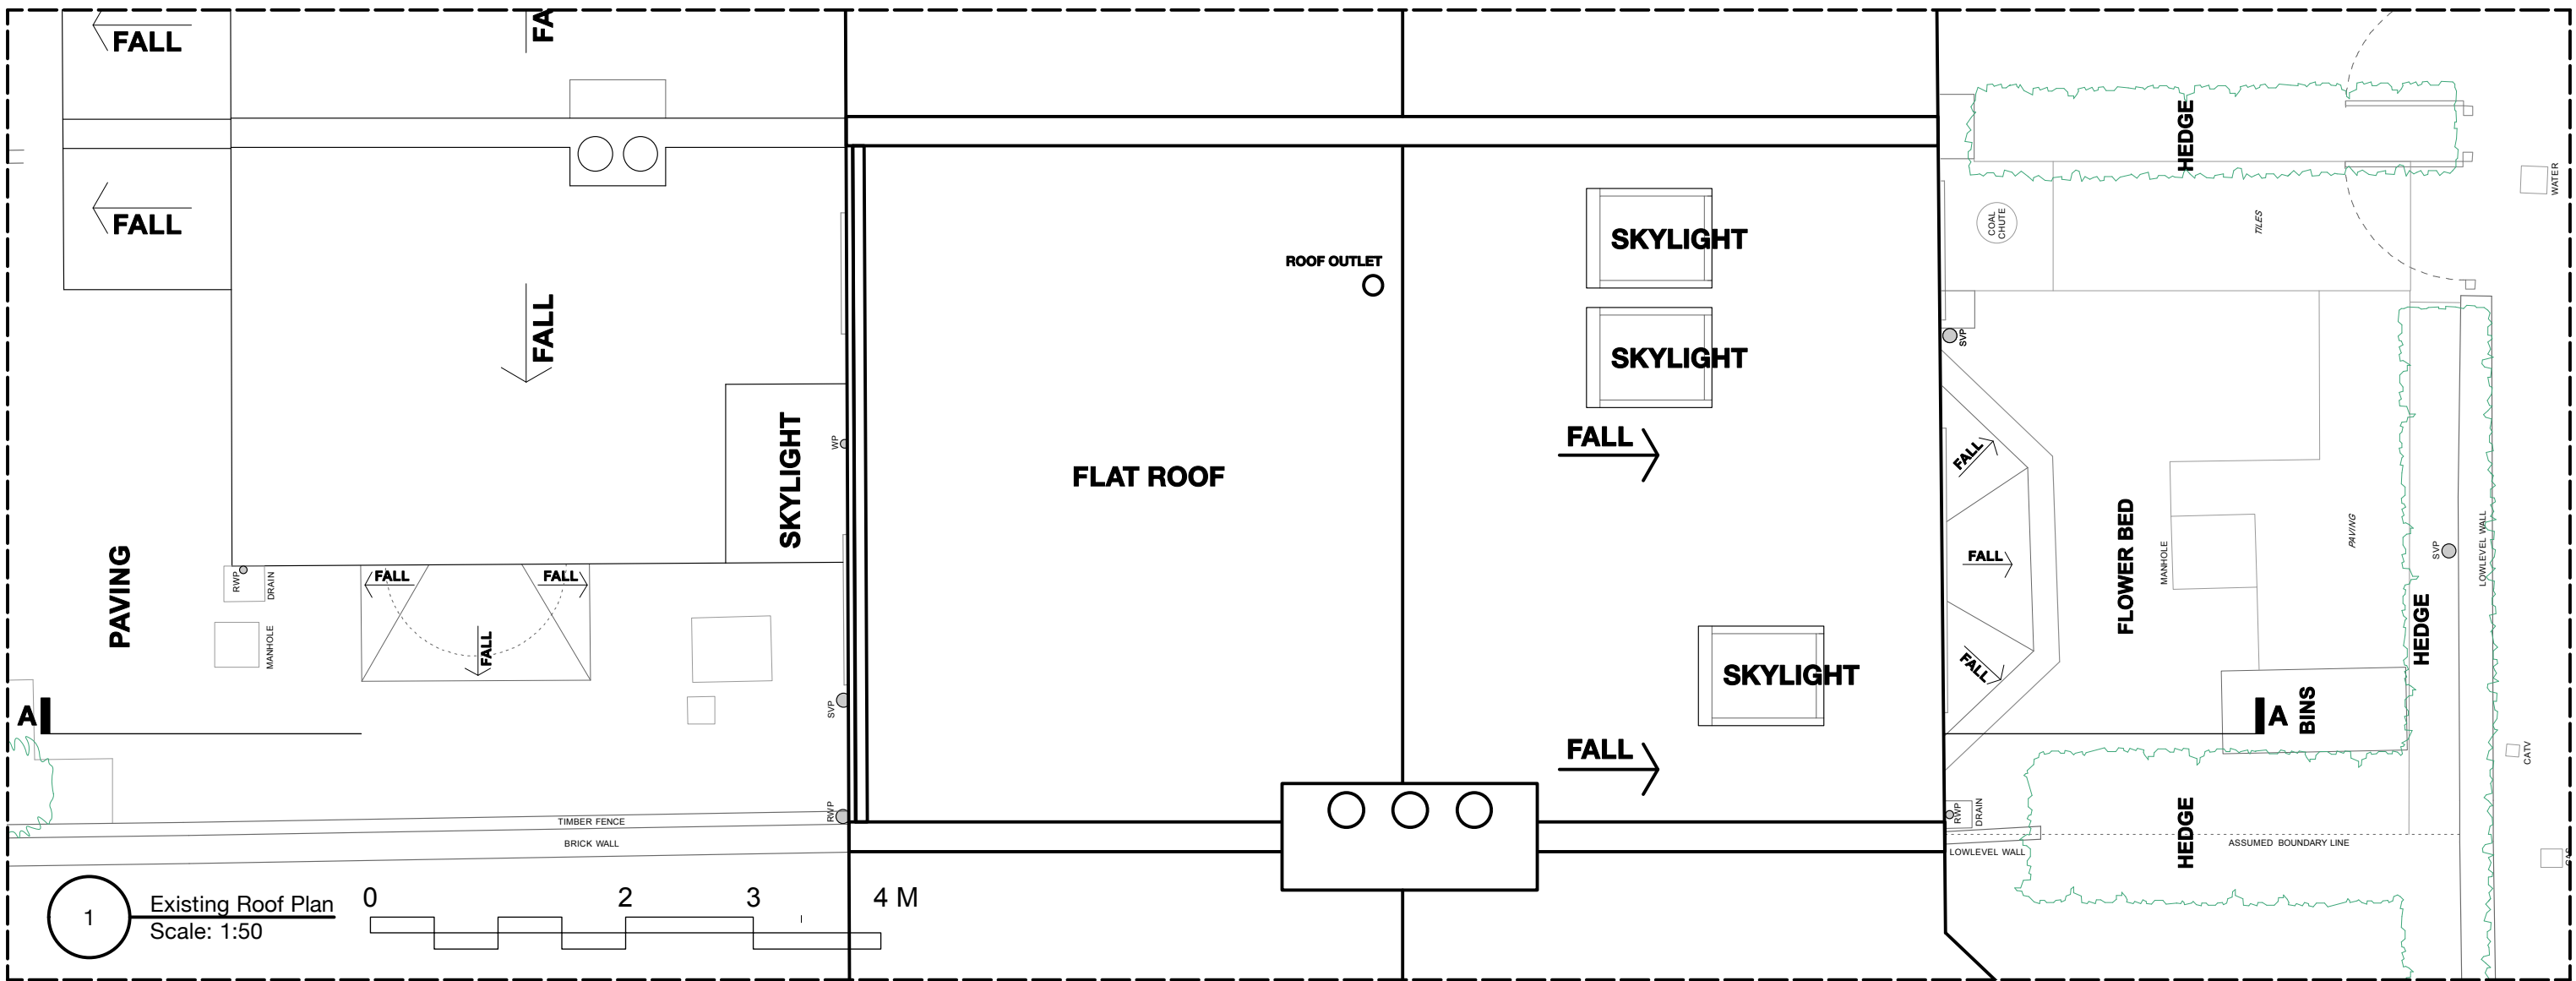 FALL
FA
HEDGE
WATER
FALL
COAL
CHUTE
TILES
SKYLIGHT
ROOF OUTLET
FALL
SVP
SKYLIGHT
FALL
WP
SKYLIGHT
FLAT ROOF
FALL
FLOWER BED
MANHOLE
PAVING
SVP
LOWLEVEL WALL
PAVING
RWP
DRAIN
FALL
FALL
FALL
FALL
HEDGE
MANHOLE
FALL
SKYLIGHT
FALL
A
SVP
A
BINS
FALL
CATV
RWP
TIMBER FENCE
BRICK WALL
RWP
DRAIN
HEDGE
LOWLEVEL WALL
ASSUMED BOUNDARY LINE
1
Existing Roof Plan
Scale: 1:50
0 2 3 4 M